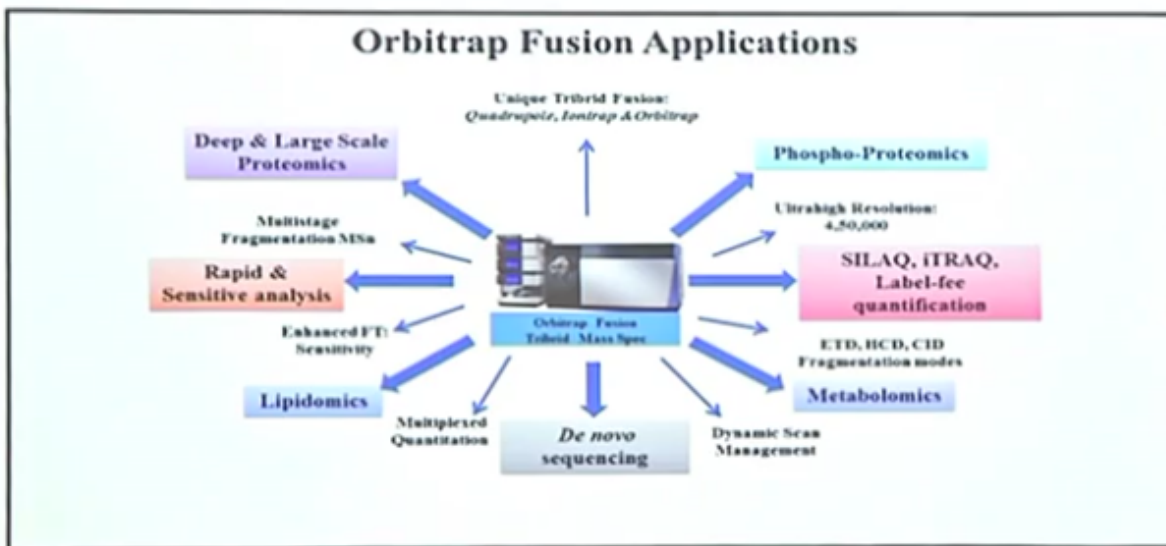 Orbitrap Fusion Applications
Unique Tribrid Fusion:
Quadrupole, Iontrap & Orbitrap
Deep & Large Scale
Proteomics
Phospho-Proteomics
Ultrahigh Resolution:
4,50,000
Multistage
Fragmentation MSn
Rapid &
Sensitive analysis
SILAQ, iTRAQ,
Label-fee
quantification
Orbitrap Fusion
Tribrid Mass Spec
Enhanced FT:
Sensitivity
ETD, HCD, CID
Fragmentation modes
Lipidomics
Metabolomics
Multiplexed
Quantitation
De novo
sequencing
Dynamic Scan
Management